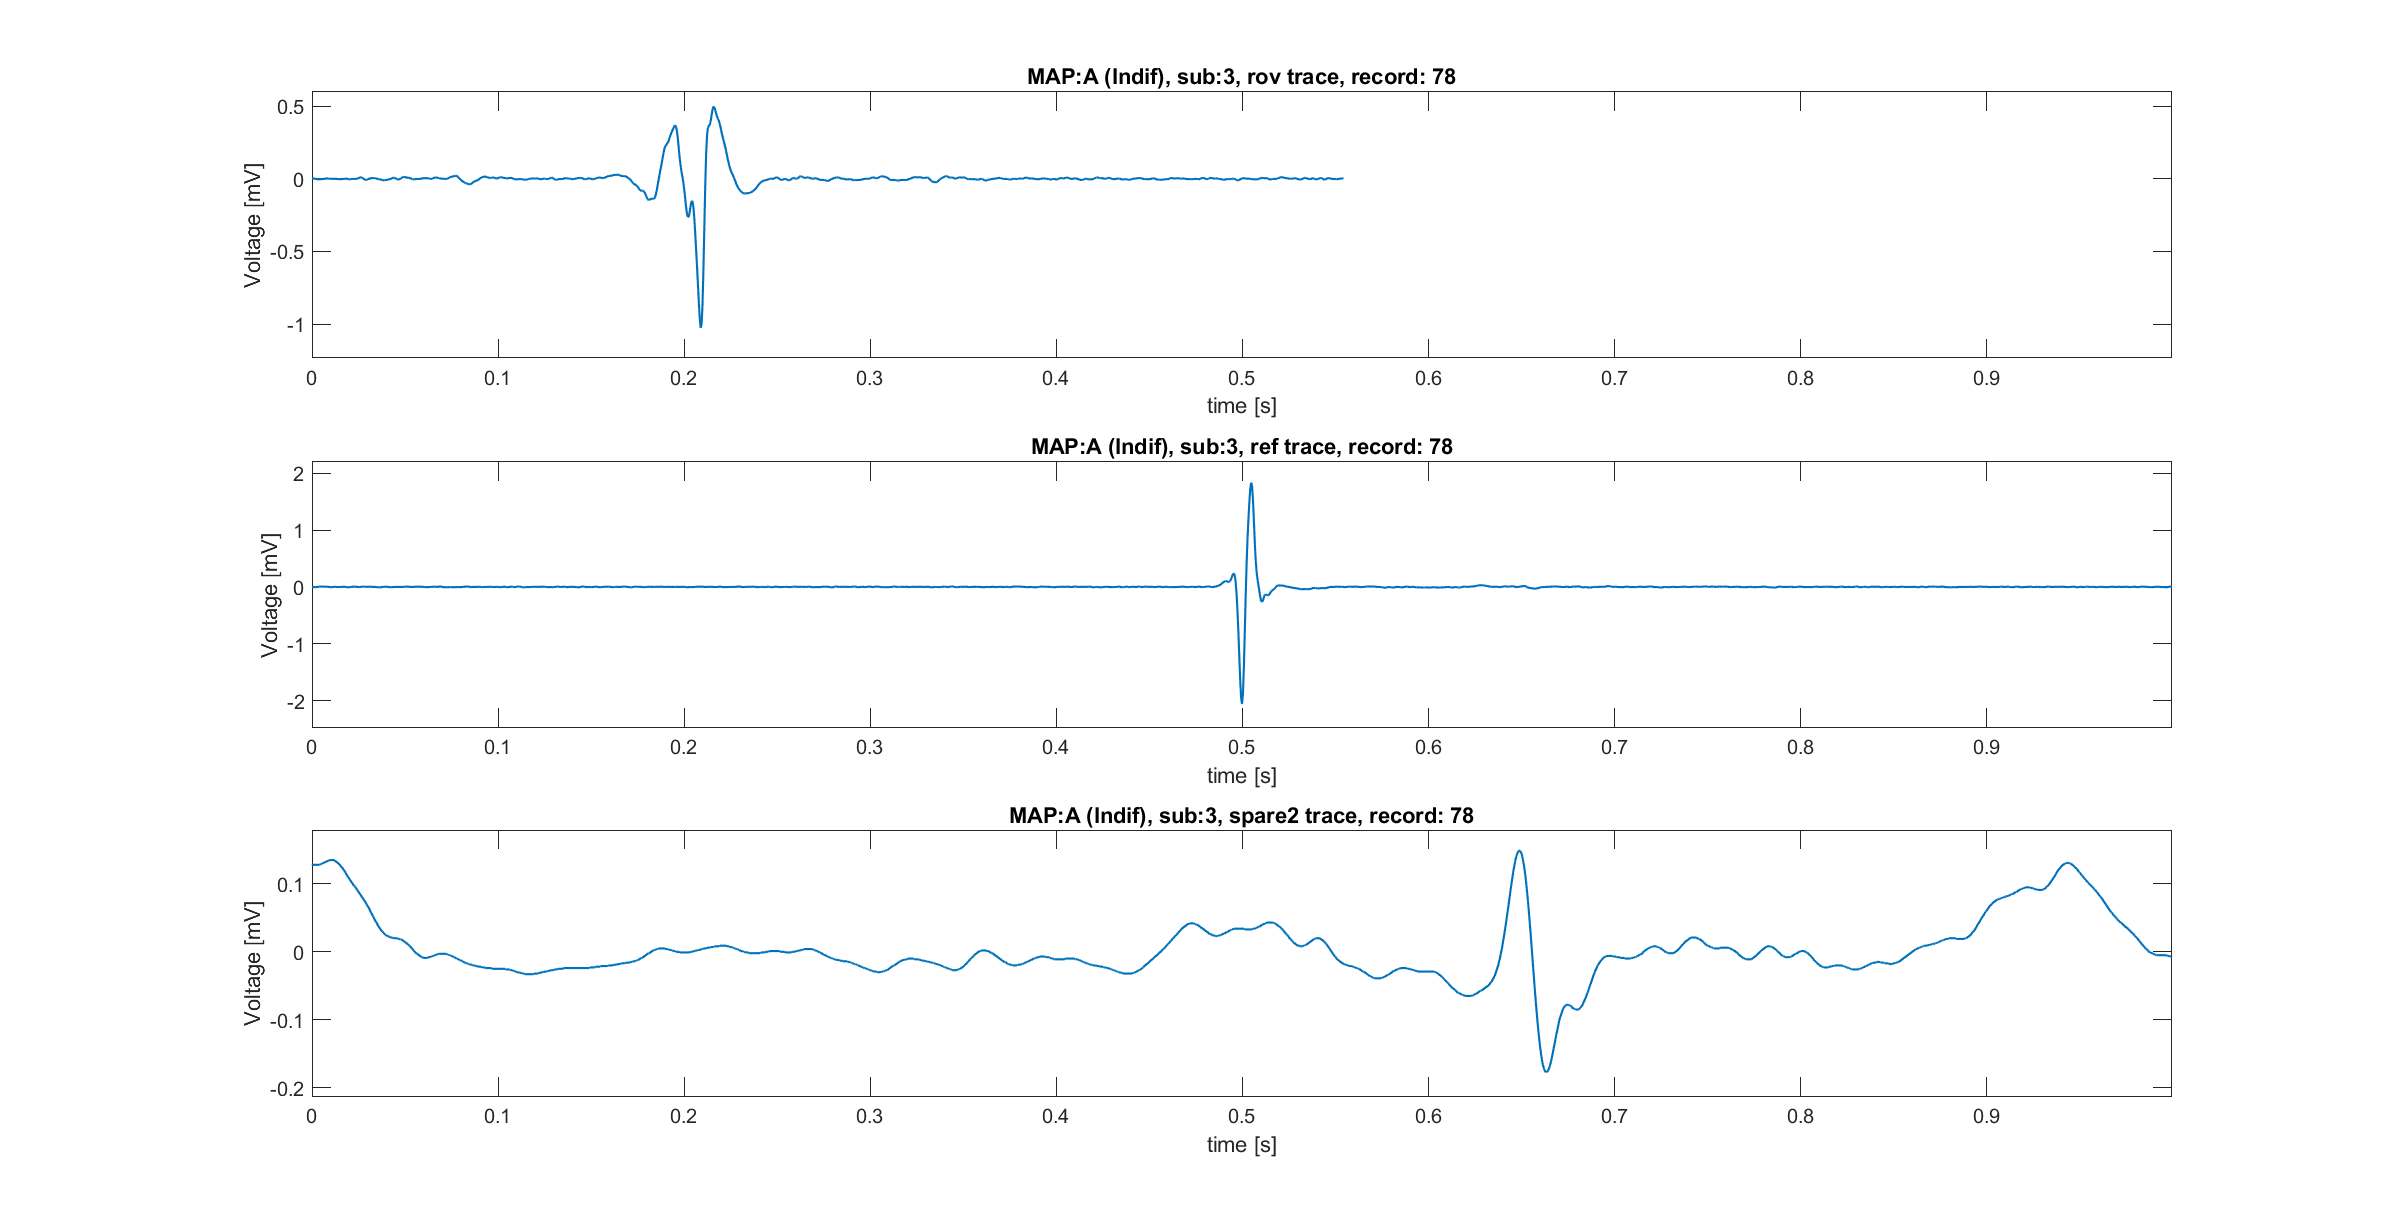 MAP:A (Indif), sub:3, rov trace, record: 78
0.5
0
-0.5
-1
Voltage [mV]
0 0.1 0.2 0.3 0.4 0.5 0.6 0.7 0.8 0.9
time [s]
MAP:A (Indif), sub:3, ref trace, record: 78
2
1
0
-1
-2
Voltage [mV]
0 0.1 0.2 0.3 0.4 0.5 0.6 0.7 0.8 0.9
time [s]
MAP:A (Indif), sub:3, spare2 trace, record: 78
0.1
0
-0.1
-0.2
Voltage [mV]
0 0.1 0.2 0.3 0.4 0.5 0.6 0.7 0.8 0.9
time [s]